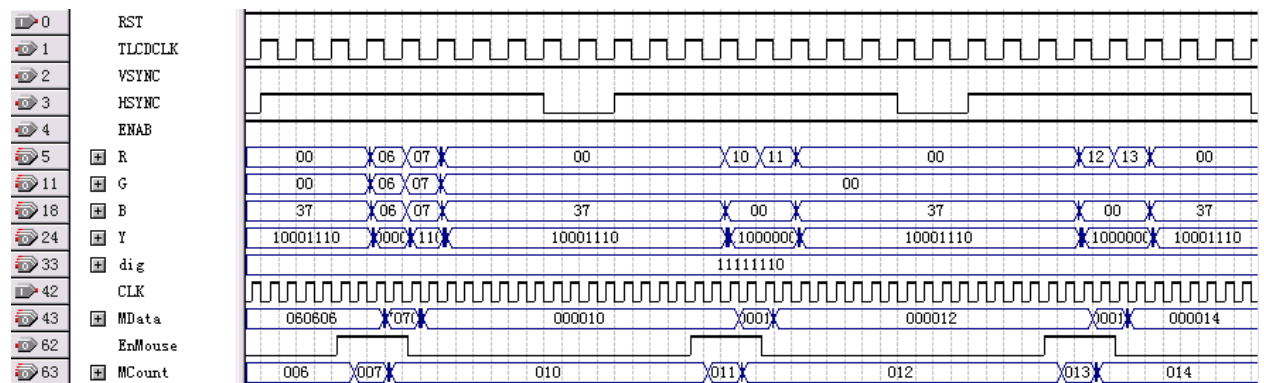 0 RST
1 TLCDCLK
2 VSYNC
3 HSYNC
4 ENAB
5 R 00 06 07 00 10 11 00 12 13 00
11 G 00 06 07 00
18 B 37 06 07 37 00 37 00 37
24 Y 10001110 10001110 1000000 10001110 1000000 10001110
33 dig 11111110
42 CLK
43 MData 060606 000010 000012 000014
62 EnMouse
63 MCount 006 007 010 011 012 013 014